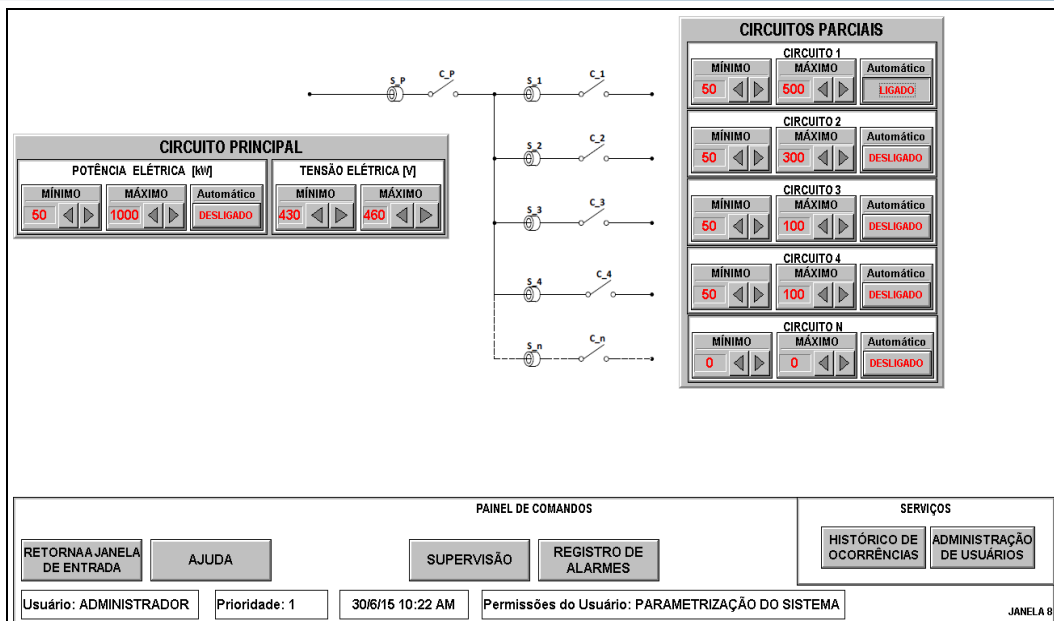 CIRCUITOS PARCIAIS
CIRCUITO 1
MÍNIMO MÁXIMO Automático
50 500 LIGADO
CIRCUITO 2
MÍNIMO MÁXIMO Automático
50 300 DESLIGADO
CIRCUITO 3
MÍNIMO MÁXIMO Automático
50 100 DESLIGADO
CIRCUITO 4
MÍNIMO MÁXIMO Automático
50 100 DESLIGADO
CIRCUITO N
MÍNIMO MÁXIMO Automático
0 0 DESLIGADO
S_P C_P S_1 C_1
S_2 C_2
S_3 C_3
S_4 C_4
S_n C_n
CIRCUITO PRINCIPAL
POTÊNCIA ELÉTRICA [kW] TENSÃO ELÉTRICA [V]
MÍNIMO MÁXIMO Automático MÍNIMO MÁXIMO
50 1000 DESLIGADO 430 460
PAINEL DE COMANDOS
RETORNA A JANELA
DE ENTRADA
AJUDA
SUPERVISÃO
REGISTRO DE
ALARMES
SERVIÇOS
HISTÓRICO DE
OCORRÊNCIAS
ADMINISTRAÇÃO
DE USUÁRIOS
Usuário: ADMINISTRADOR Prioridade: 1 30/6/15 10:22 AM Permissões do Usuário: PARAMETRIZAÇÃO DO SISTEMA
JANELA 8